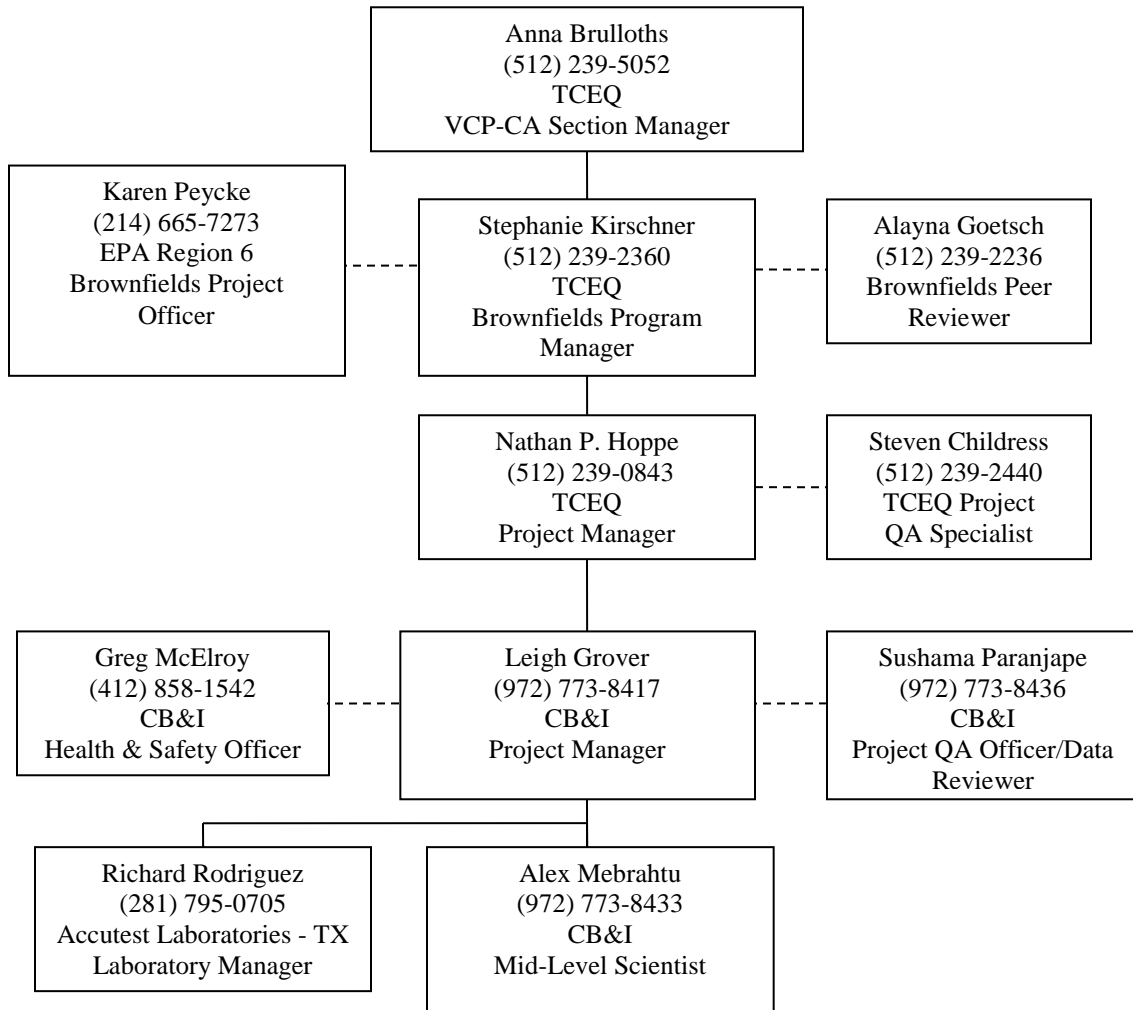 Anna Brulloths
(512) 239-5052
TCEQ
VCP-CA Section Manager
Karen Peycke
(214) 665-7273
EPA Region 6
Brownfields Project
Officer
Stephanie Kirschner
(512) 239-2360
TCEQ
Brownfields Program
Manager
Alayna Goetsch
(512) 239-2236
Brownfields Peer
Reviewer
Nathan P. Hoppe
(512) 239-0843
TCEQ
Project Manager
Steven Childress
(512) 239-2440
TCEQ Project
QA Specialist
Greg McElroy
(412) 858-1542
CB&I
Health & Safety Officer
Leigh Grover
(972) 773-8417
CB&I
Project Manager
Sushama Paranjape
(972) 773-8436
CB&I
Project QA Officer/Data
Reviewer
Richard Rodriguez
(281) 795-0705
Accutest Laboratories - TX
Laboratory Manager
Alex Mebrahtu
(972) 773-8433
CB&I
Mid-Level Scientist